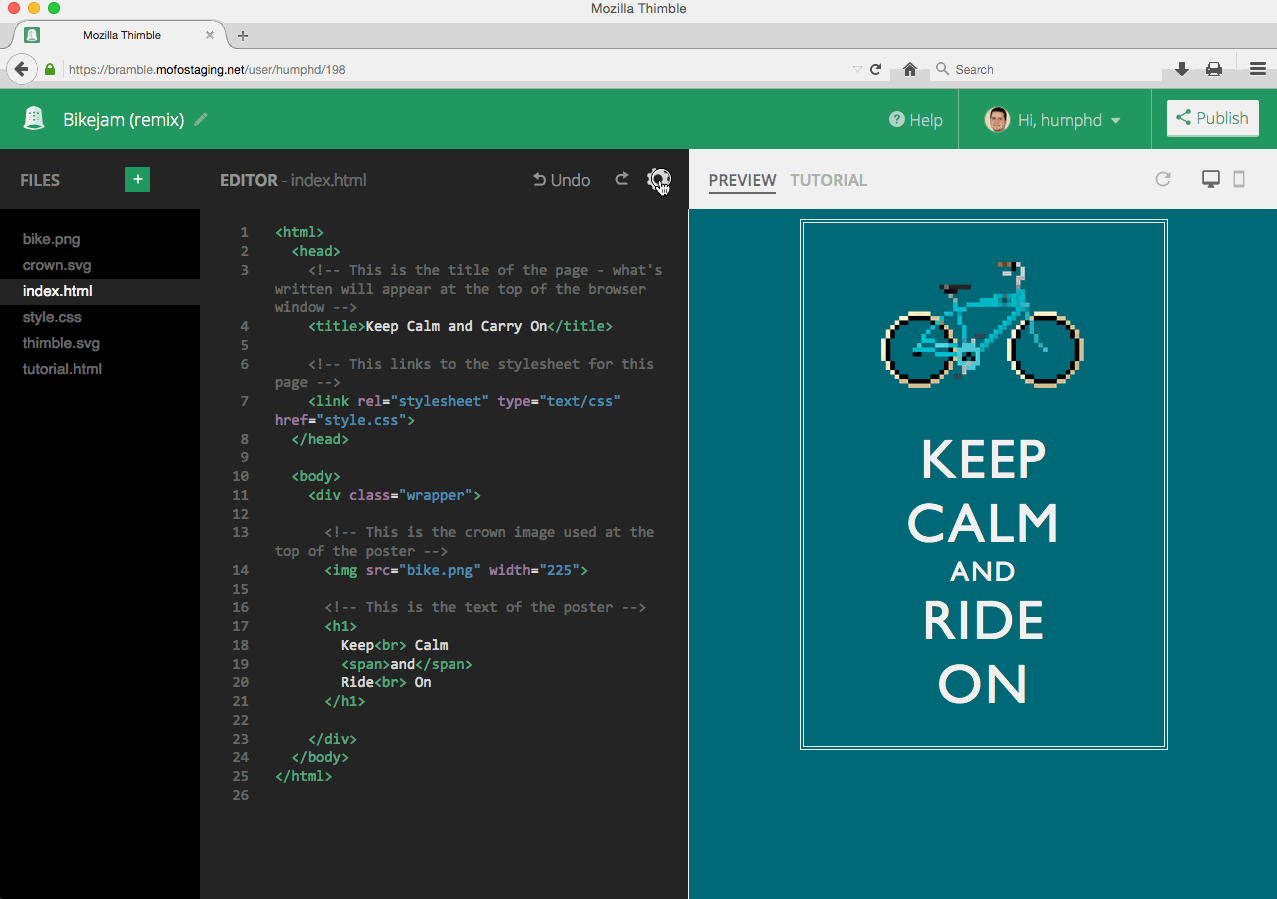 Mozilla Thimble
Mozilla Thimble
https://bramble.mofostaging.net/user/humphd/198
Search
Bikejam (remix)
Help
Hi, humphd
Publish
FILES
+
EDITOR - index.html
Undo
PREVIEW TUTORIAL
bike.png
crown.svg
index.html
style.css
thimble.svg
tutorial.html
1 <html>
2 <head>
3 <!-- This is the title of the page - what's
written will appear at the top of the browser
window -->
4 <title>Keep Calm and Carry On</title>
5
6 <!-- This links to the stylesheet for this
page -->
7 <link rel="stylesheet" type="text/css"
href="style.css">
8 </head>
9
10 <body>
11 <div class="wrapper">
12
13 <!-- This is the crown image used at the
top of the poster -->
14 <img src="bike.png" width="225">
15
16 <!-- This is the text of the poster -->
17 <h1>
18 Keep<br> Calm
19 <span>and</span>
20 Ride<br> On
21 </h1>
22
23 </div>
24 </body>
25 </html>
26
KEEP
CALM
AND
RIDE
ON